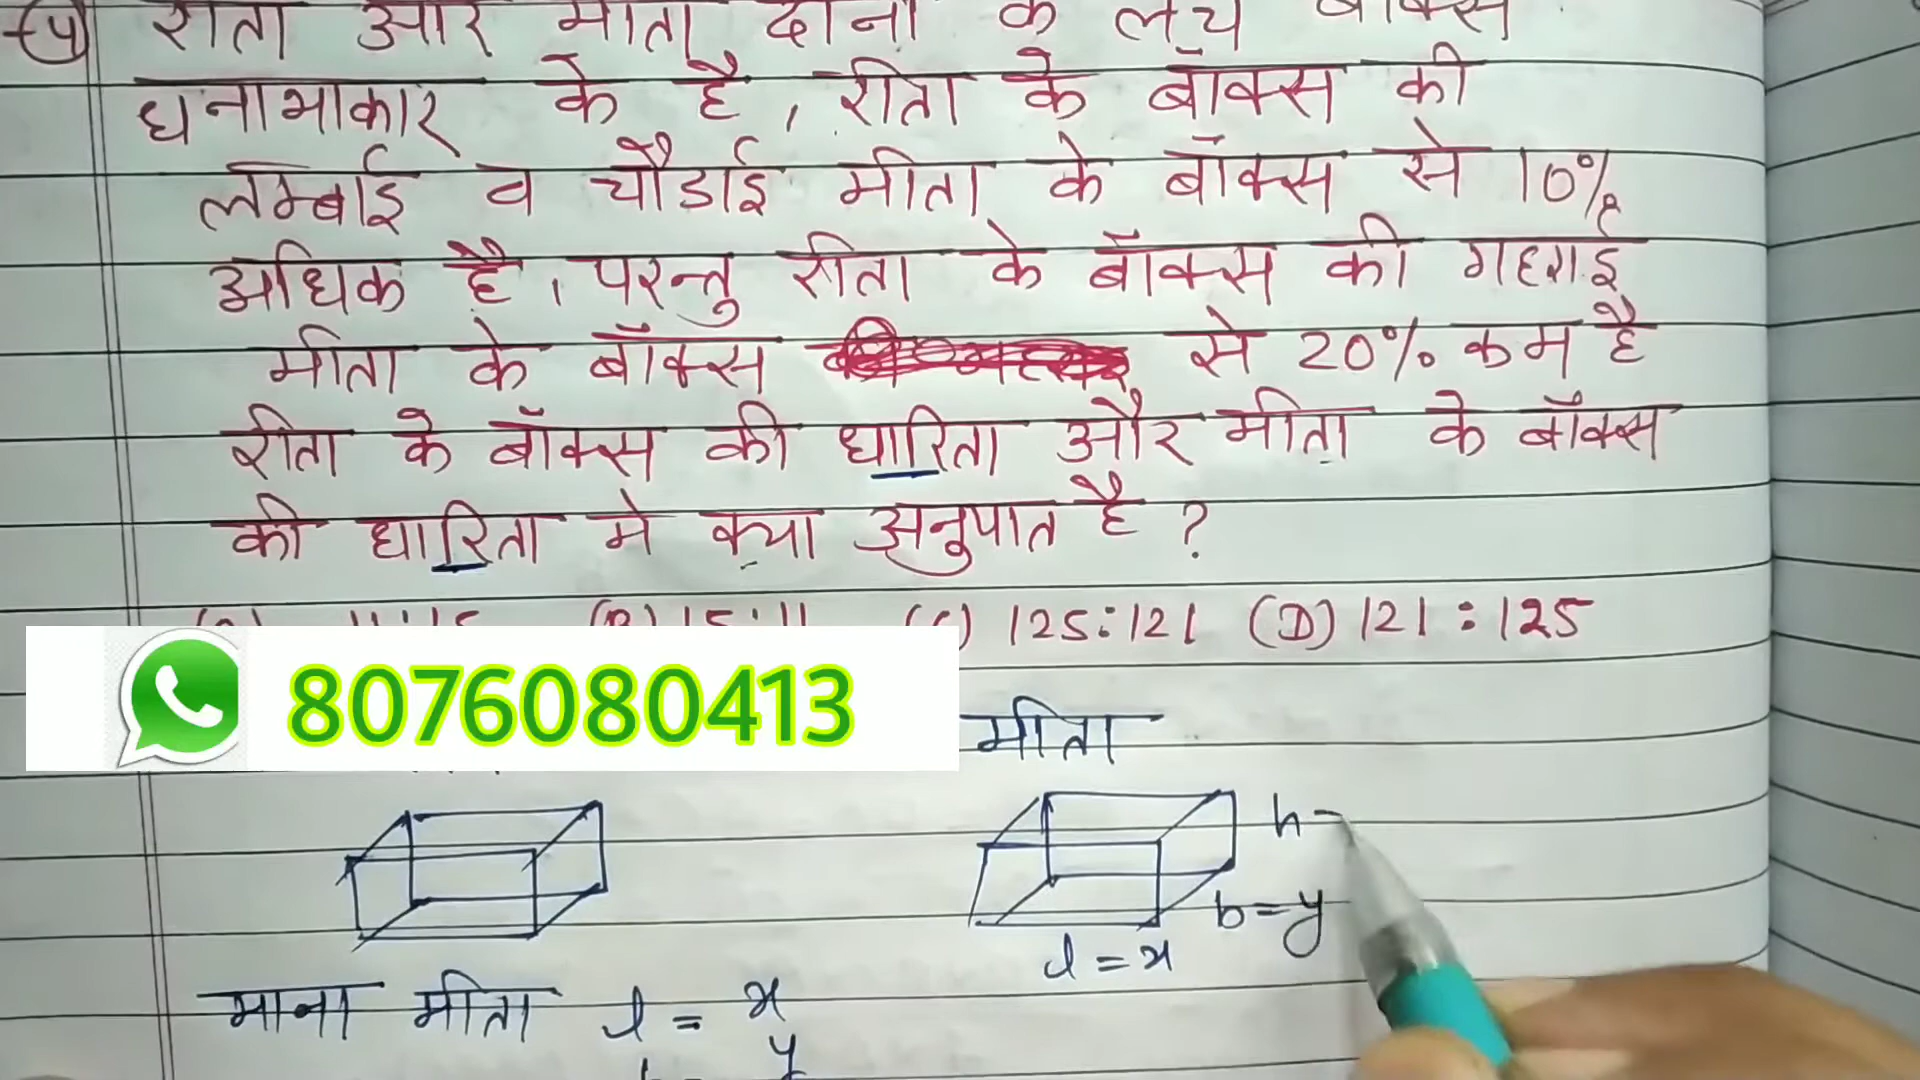 रीता और मीता दोनो के लंच बॉक्स
घनाभाकार के है, रीता के बॉक्स की
लम्बाई व चौडाई मीता के बॉक्स से 10%
अधिक है, परन्तु रीता के बॉक्स की गहराई
मीता के बॉक्स से 20% कम है
रीता के बॉक्स की धारिता और मीता के बॉक्स
की धारिता मे क्या अनुपात है ?
(C) 125:121 (D) 121 : 125
8076080413
मीता
h =
b = y
l = x
माना मीता l = x
y